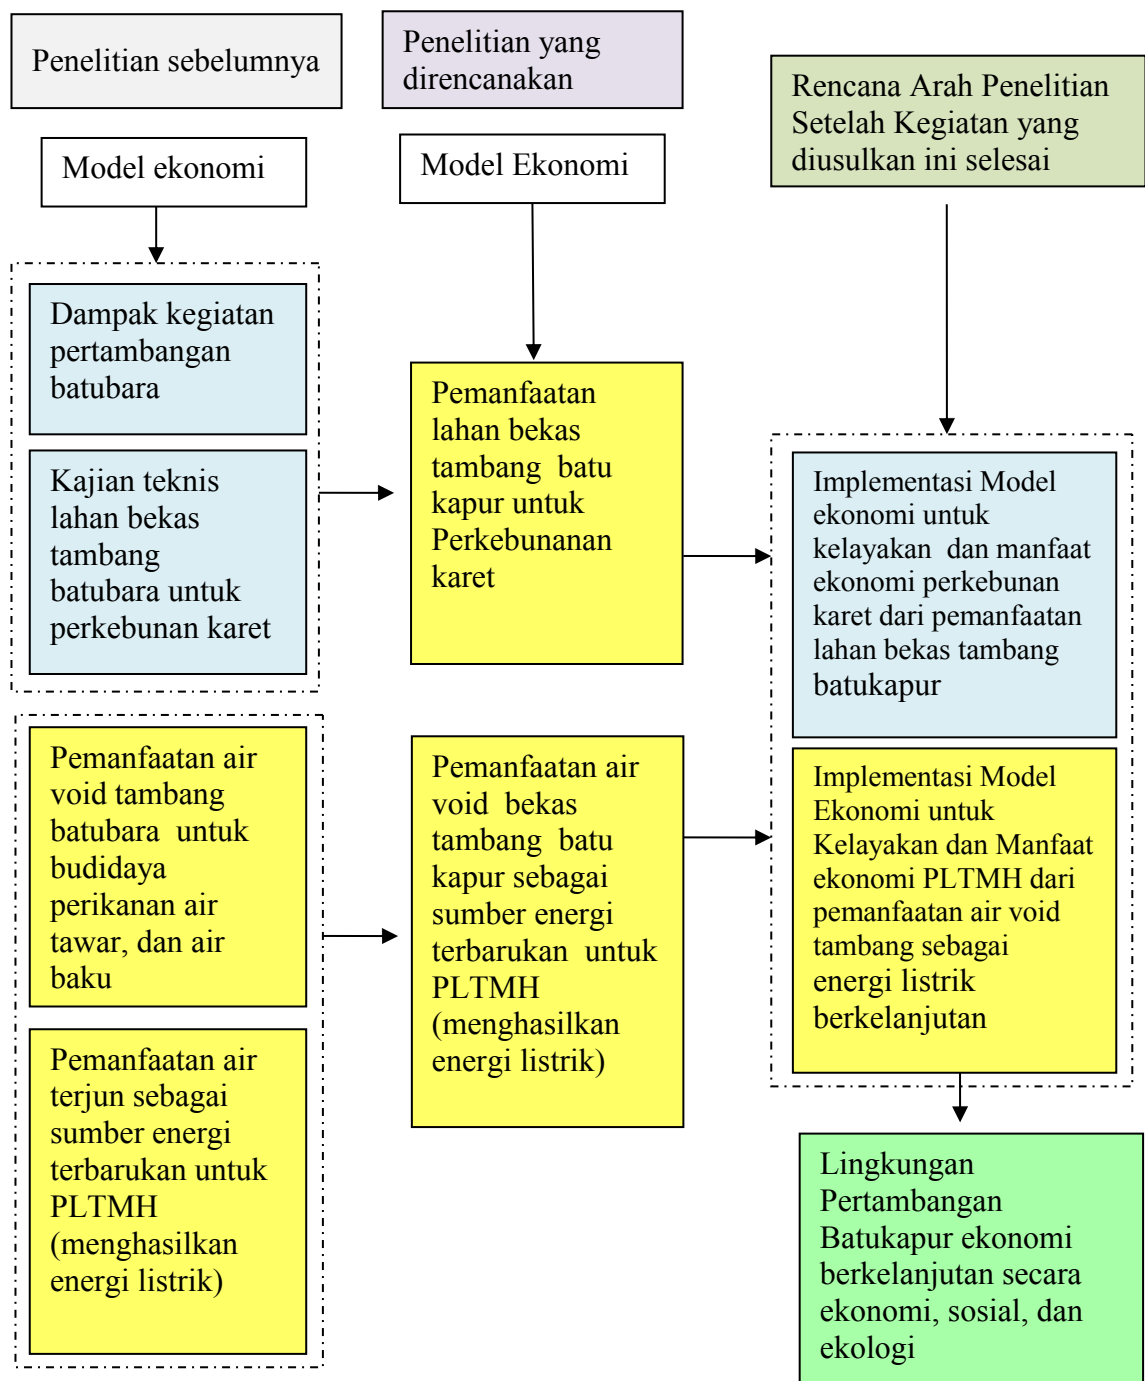 Penelitian sebelumnya
Penelitian yang
direncanakan
Rencana Arah Penelitian
Setelah Kegiatan yang
diusulkan ini selesai
Model ekonomi
Model Ekonomi
Dampak kegiatan
pertambangan
batubara
Kajian teknis
lahan bekas
tambang
batubara untuk
perkebunan karet
Pemanfaatan
lahan bekas
tambang batu
kapur untuk
Perkebunanan
karet
Implementasi Model
ekonomi untuk
kelayakan dan manfaat
ekonomi perkebunan
karet dari pemanfaatan
lahan bekas tambang
batukapur
Pemanfaatan air
void tambang
batubara untuk
budidaya
perikanan air
tawar, dan air
baku
Pemanfaatan air
void bekas
tambang batu
kapur sebagai
sumber energi
terbarukan untuk
PLTMH
(menghasilkan
energi listrik)
Implementasi Model
Ekonomi untuk
Kelayakan dan Manfaat
ekonomi PLTMH dari
pemanfaatan air void
tambang sebagai
energi listrik
berkelanjutan
Pemanfaatan air
terjun sebagai
sumber energi
terbarukan untuk
PLTMH
(menghasilkan
energi listrik)
Lingkungan
Pertambangan
Batukapur ekonomi
berkelanjutan secara
ekonomi, sosial, dan
ekologi